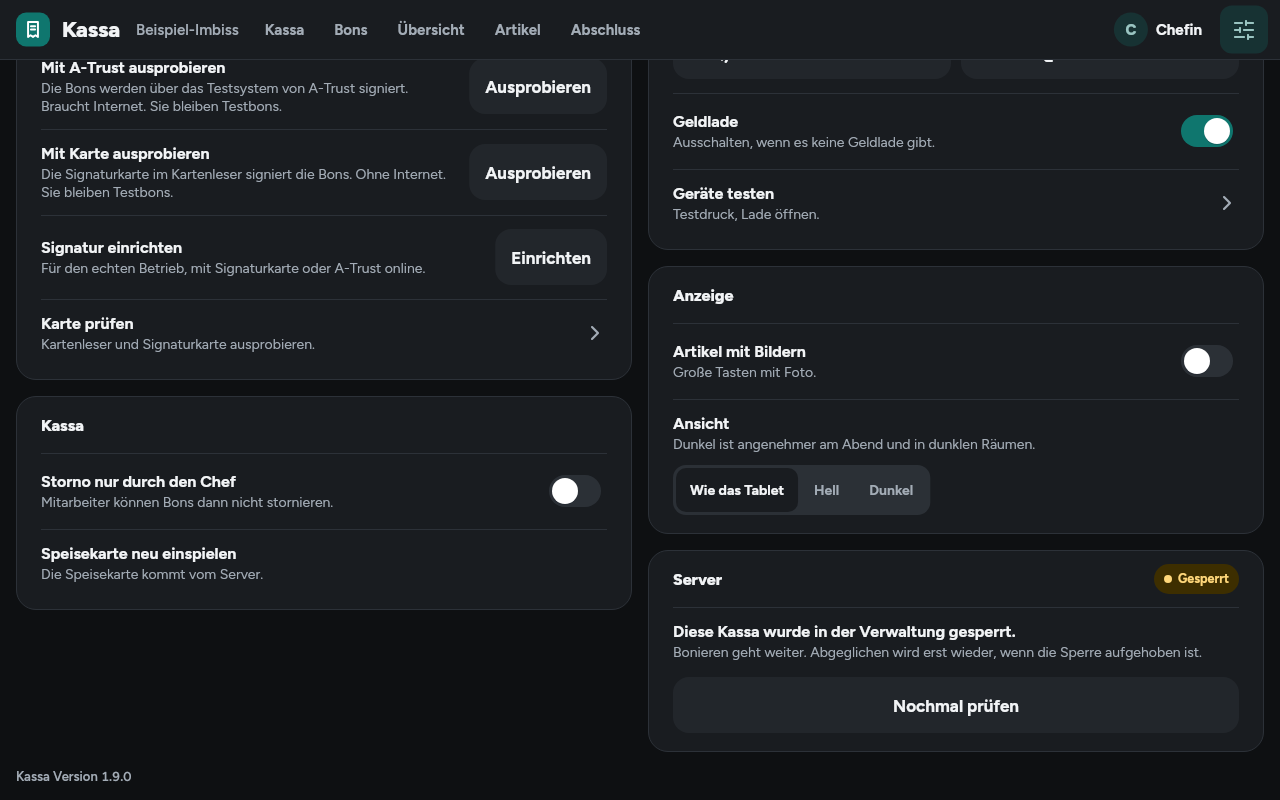 Kassa
Beispiel-Imbiss
Kassa
Bons
Übersicht
Artikel
Abschluss
C
Chefin
Mit A-Trust ausprobieren
Die Bons werden über das Testsystem von A-Trust signiert.
Braucht Internet. Sie bleiben Testbons.
Ausprobieren
Mit Karte ausprobieren
Die Signaturkarte im Kartenleser signiert die Bons. Ohne Internet.
Sie bleiben Testbons.
Ausprobieren
Signatur einrichten
Für den echten Betrieb, mit Signaturkarte oder A-Trust online.
Einrichten
Karte prüfen
Kartenleser und Signaturkarte ausprobieren.
Kassa
Storno nur durch den Chef
Mitarbeiter können Bons dann nicht stornieren.
Speisekarte neu einspielen
Die Speisekarte kommt vom Server.
Geldlade
Ausschalten, wenn es keine Geldlade gibt.
Geräte testen
Testdruck, Lade öffnen.
Anzeige
Artikel mit Bildern
Große Tasten mit Foto.
Ansicht
Dunkel ist angenehmer am Abend und in dunklen Räumen.
Wie das Tablet
Hell
Dunkel
Server
Gesperrt
Diese Kassa wurde in der Verwaltung gesperrt.
Bonieren geht weiter. Abgeglichen wird erst wieder, wenn die Sperre aufgehoben ist.
Nochmal prüfen
Kassa Version 1.9.0